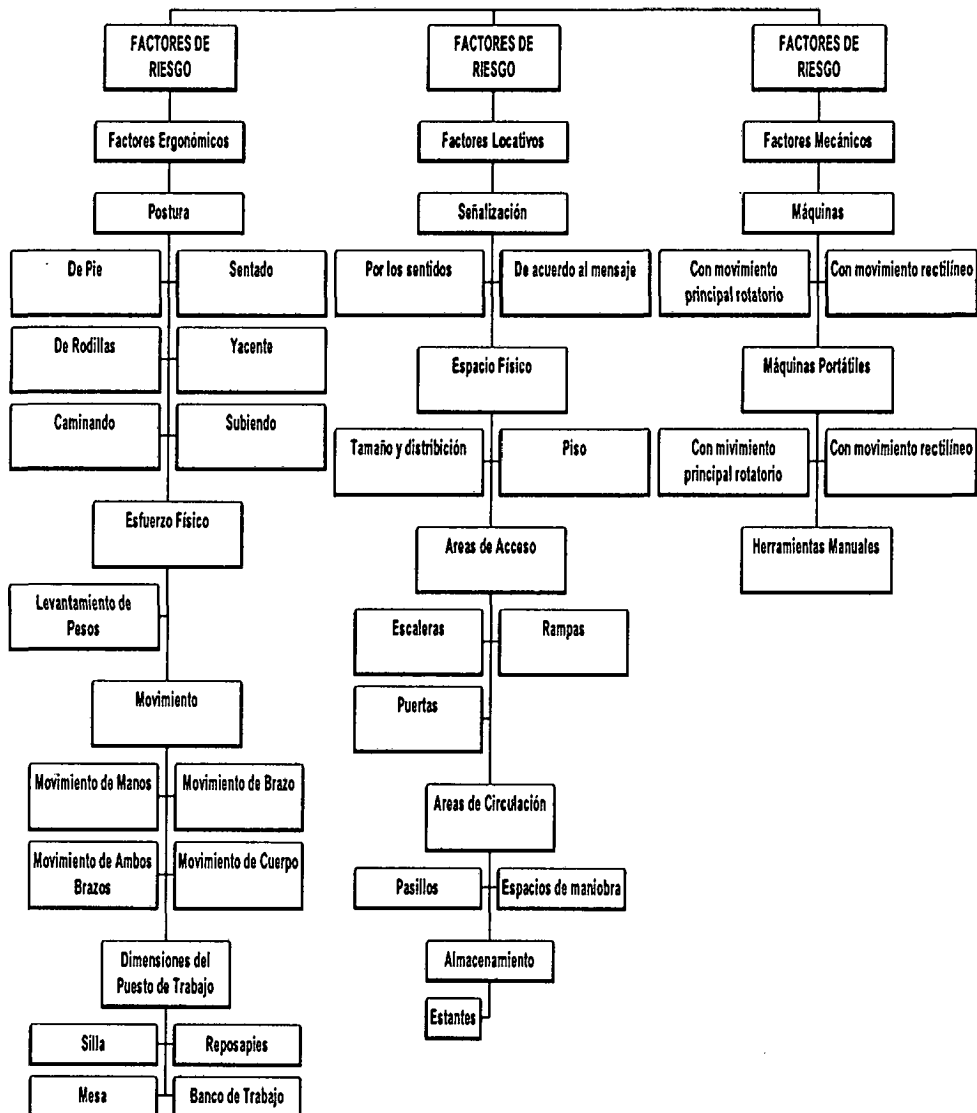 FACTORES DE
RIESGO
Factores Ergonómicos
Postura
De Pie
Sentado
De Rodillas
Yacente
Caminando
Subiendo
Esfuerzo Físico
Levantamiento de
Pesos
Movimiento
Movimiento de Manos
Movimiento de Brazo
Movimiento de Ambos
Brazos
Movimiento de Cuerpo
Dimensiones del
Puesto de Trabajo
Silla
Reposapies
Mesa
Banco de Trabajo
FACTORES DE
RIESGO
Factores Locativos
Señalización
Por los sentidos
De acuerdo al mensaje
Espacio Físico
Tamaño y distribición
Piso
Areas de Acceso
Escaleras
Rampas
Puertas
Areas de Circulación
Pasillos
Espacios de maniobra
Almacenamiento
Estantes
FACTORES DE
RIESGO
Factores Mecánicos
Máquinas
Con movimiento
principal rotatorio
Con movimiento rectilíneo
Máquinas Portátiles
Con mivimiento
principal rotatorio
Con movimiento rectilíneo
Herramientas Manuales